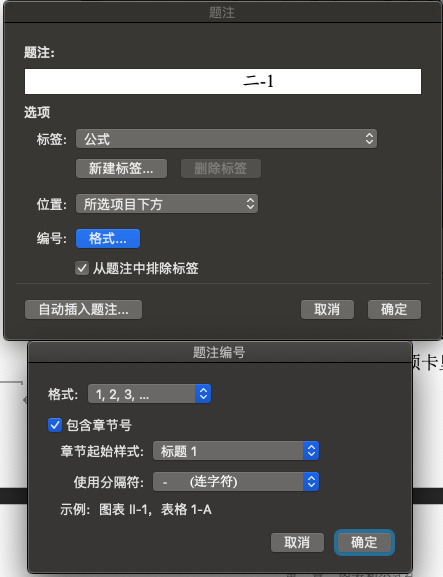 题注
题注:
二-1
选项
标签: 公式
新建标签... 删除标签
位置: 所选项目下方
编号: 格式...
从题注中排除标签
自动插入题注... 取消 确定
题注编号
格式: 1, 2, 3, ...
包含章节号
章节起始样式: 标题 1
使用分隔符: - (连字符)
示例: 图表 II-1, 表格 1-A
取消 确定